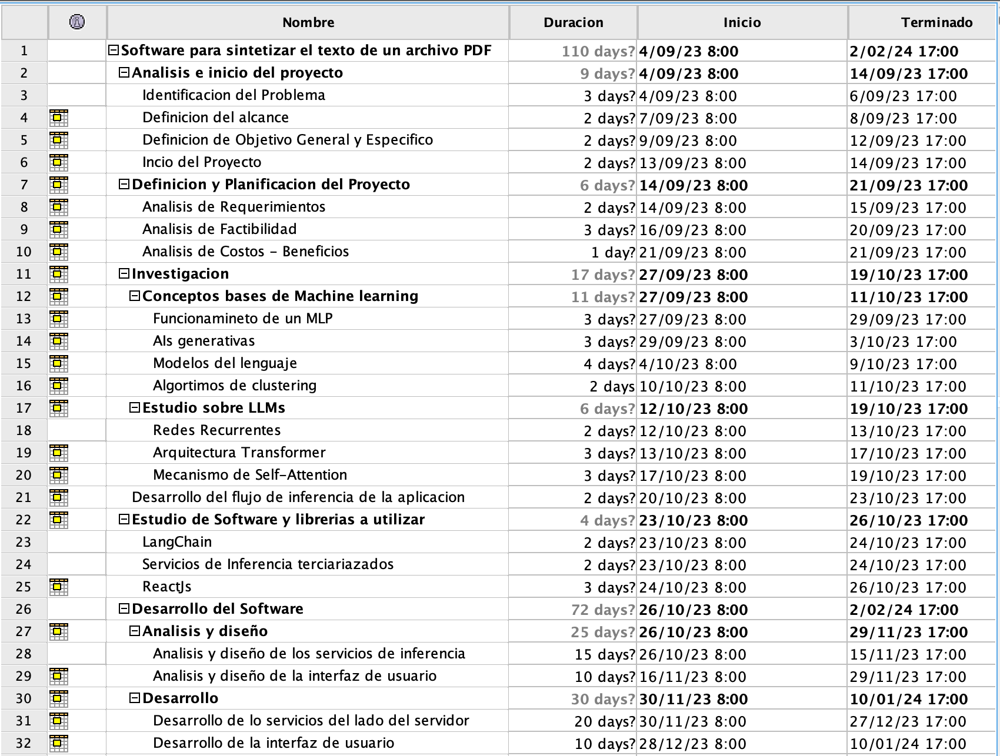 Nombre Duracion Inicio Terminado
1 Software para sintetizar el texto de un archivo PDF 110 days? 4/09/23 8:00 2/02/24 17:00
2 Analisis e inicio del proyecto 9 days? 4/09/23 8:00 14/09/23 17:00
3 Identificacion del Problema 3 days? 4/09/23 8:00 6/09/23 17:00
4 Definicion del alcance 2 days? 7/09/23 8:00 8/09/23 17:00
5 Definicion de Objetivo General y Especifico 2 days? 9/09/23 8:00 12/09/23 17:00
6 Incio del Proyecto 2 days? 13/09/23 8:00 14/09/23 17:00
7 Definicion y Planificacion del Proyecto 6 days? 14/09/23 8:00 21/09/23 17:00
8 Analisis de Requerimientos 2 days? 14/09/23 8:00 15/09/23 17:00
9 Analisis de Factibilidad 3 days? 16/09/23 8:00 20/09/23 17:00
10 Analisis de Costos - Beneficios 1 day? 21/09/23 8:00 21/09/23 17:00
11 Investigacion 17 days? 27/09/23 8:00 19/10/23 17:00
12 Conceptos bases de Machine learning 11 days? 27/09/23 8:00 11/10/23 17:00
13 Funcionamineto de un MLP 3 days? 27/09/23 8:00 29/09/23 17:00
14 AIs generativas 3 days? 29/09/23 8:00 3/10/23 17:00
15 Modelos del lenguaje 4 days? 4/10/23 8:00 9/10/23 17:00
16 Algortimos de clustering 2 days 10/10/23 8:00 11/10/23 17:00
17 Estudio sobre LLMs 6 days? 12/10/23 8:00 19/10/23 17:00
18 Redes Recurrentes 2 days? 12/10/23 8:00 13/10/23 17:00
19 Arquitectura Transformer 3 days? 13/10/23 8:00 17/10/23 17:00
20 Mecanismo de Self-Attention 3 days? 17/10/23 8:00 19/10/23 17:00
21 Desarrollo del flujo de inferencia de la aplicacion 2 days? 20/10/23 8:00 23/10/23 17:00
22 Estudio de Software y librerias a utilizar 4 days? 23/10/23 8:00 26/10/23 17:00
23 LangChain 2 days? 23/10/23 8:00 24/10/23 17:00
24 Servicios de Inferencia terciariazados 2 days? 23/10/23 8:00 24/10/23 17:00
25 ReactJs 3 days? 24/10/23 8:00 26/10/23 17:00
26 Desarrollo del Software 72 days? 26/10/23 8:00 2/02/24 17:00
27 Analisis y diseño 25 days? 26/10/23 8:00 29/11/23 17:00
28 Analisis y diseño de los servicios de inferencia 15 days? 26/10/23 8:00 15/11/23 17:00
29 Analisis y diseño de la interfaz de usuario 10 days? 16/11/23 8:00 29/11/23 17:00
30 Desarrollo 30 days? 30/11/23 8:00 10/01/24 17:00
31 Desarrollo de lo servicios del lado del servidor 20 days? 30/11/23 8:00 27/12/23 17:00
32 Desarrollo de la interfaz de usuario 10 days? 28/12/23 8:00 10/01/24 17:00